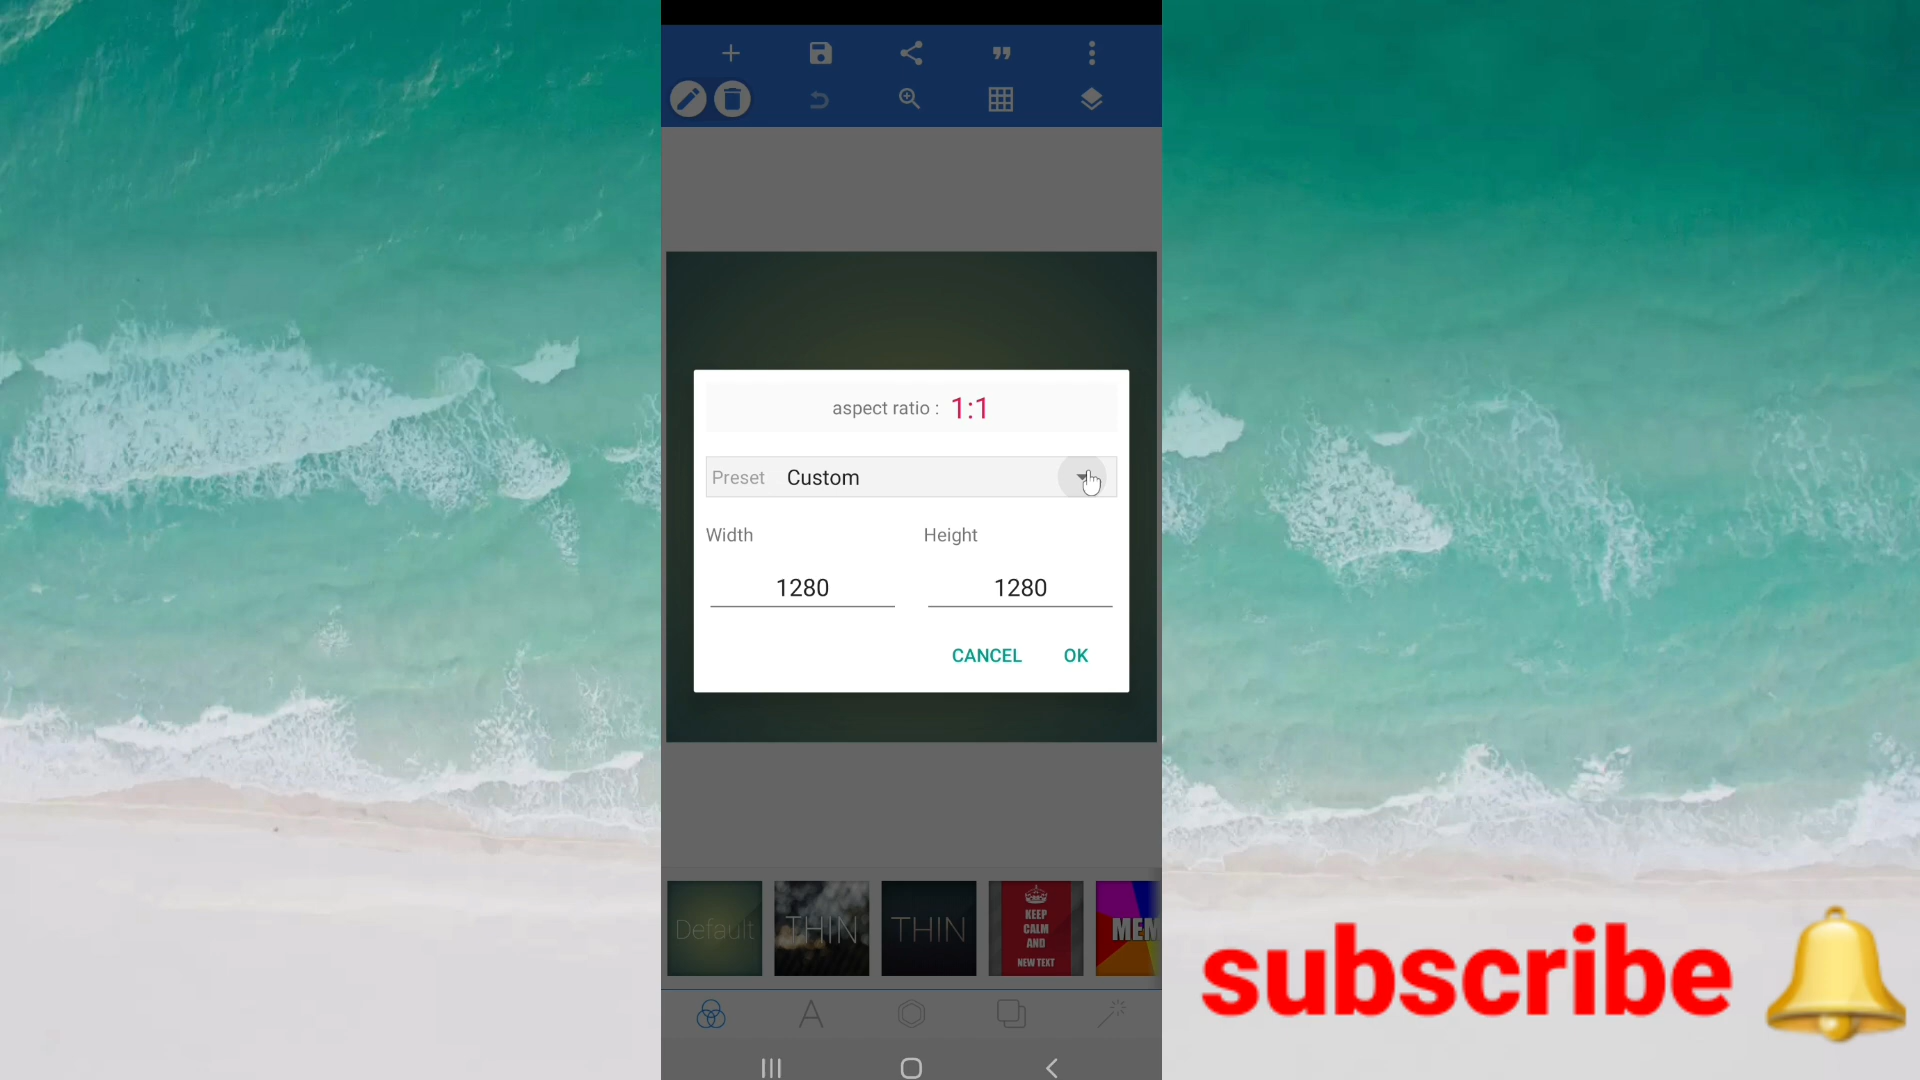 aspect ratio : 1:1
Preset Custom
Width Height
1280 1280
CANCEL OK
Default THIN THIN KEEP
CALM
AND
NEW TEXT
MEM
subscribe